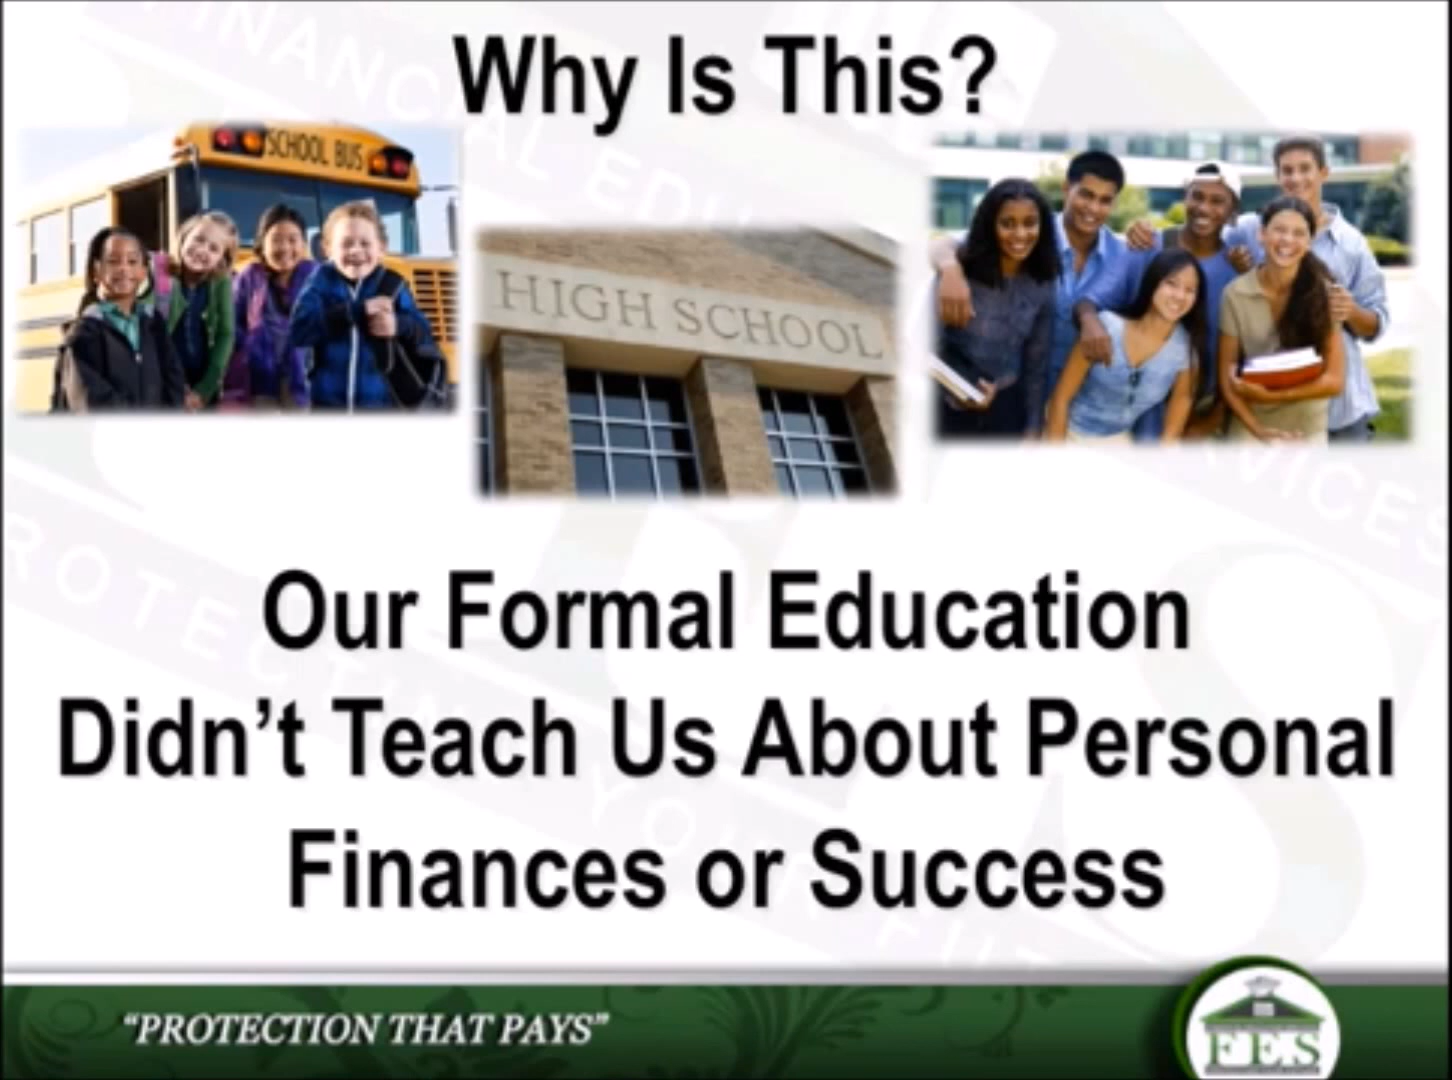 Why Is This?
SCHOOL BUS
HIGH SCHOOL
Our Formal Education
Didn’t Teach Us About Personal
Finances or Success
“PROTECTION THAT PAYS”
FES